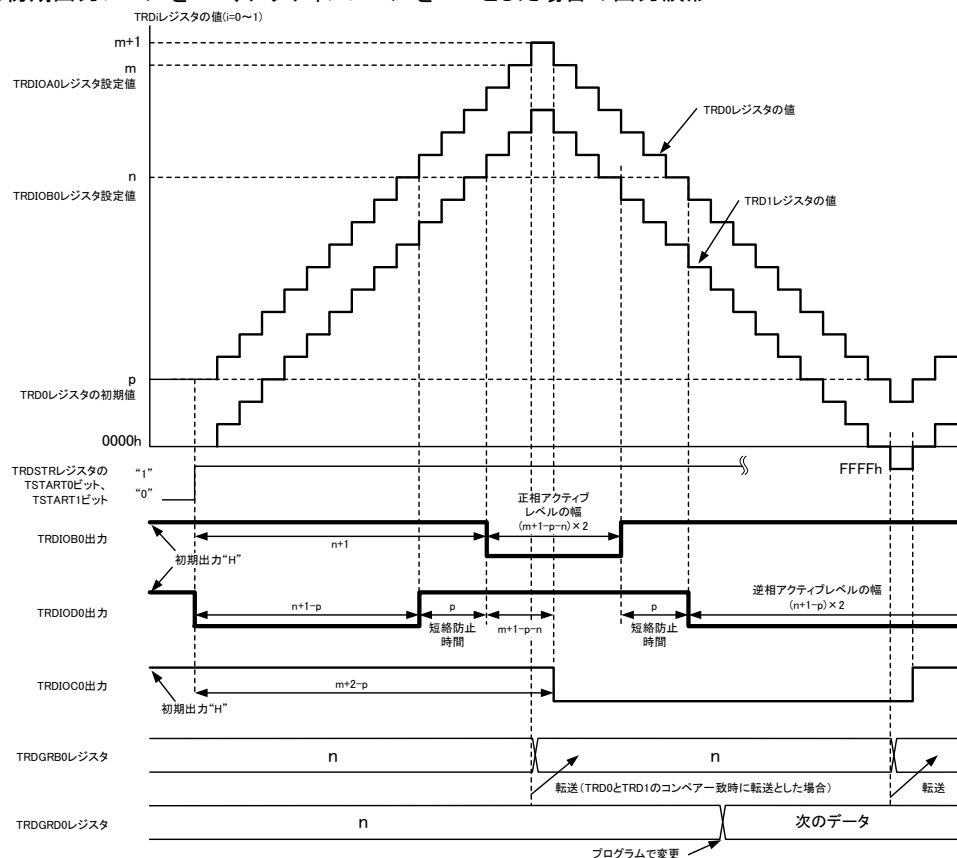 TRDiレジスタの値(i=0～1)
m+1
m
TRDIOA0レジスタ設定値
TRD0レジスタの値
n
TRDIOB0レジスタ設定値
TRD1レジスタの値
p
TRD0レジスタの初期値
0000h
FFFFh
TRDSTRレジスタの
TSTART0ビット、
TSTART1ビット
“1”
“0”
正相アクティブ
レベルの幅
(m+1-p-n)×2
TRDIOB0出力
n+1
初期出力“H”
逆相アクティブレベルの幅
(n+1-p)×2
TRDIOD0出力
n+1-p
p
短絡防止
時間
m+1-p-n
p
短絡防止
時間
TRDIOC0出力
m+2-p
初期出力“H”
TRDGRB0レジスタ
n
n
転送(TRD0とTRD1のコンペア一致時に転送とした場合)
転送
TRDGRD0レジスタ
n
次のデータ
プログラムで変更